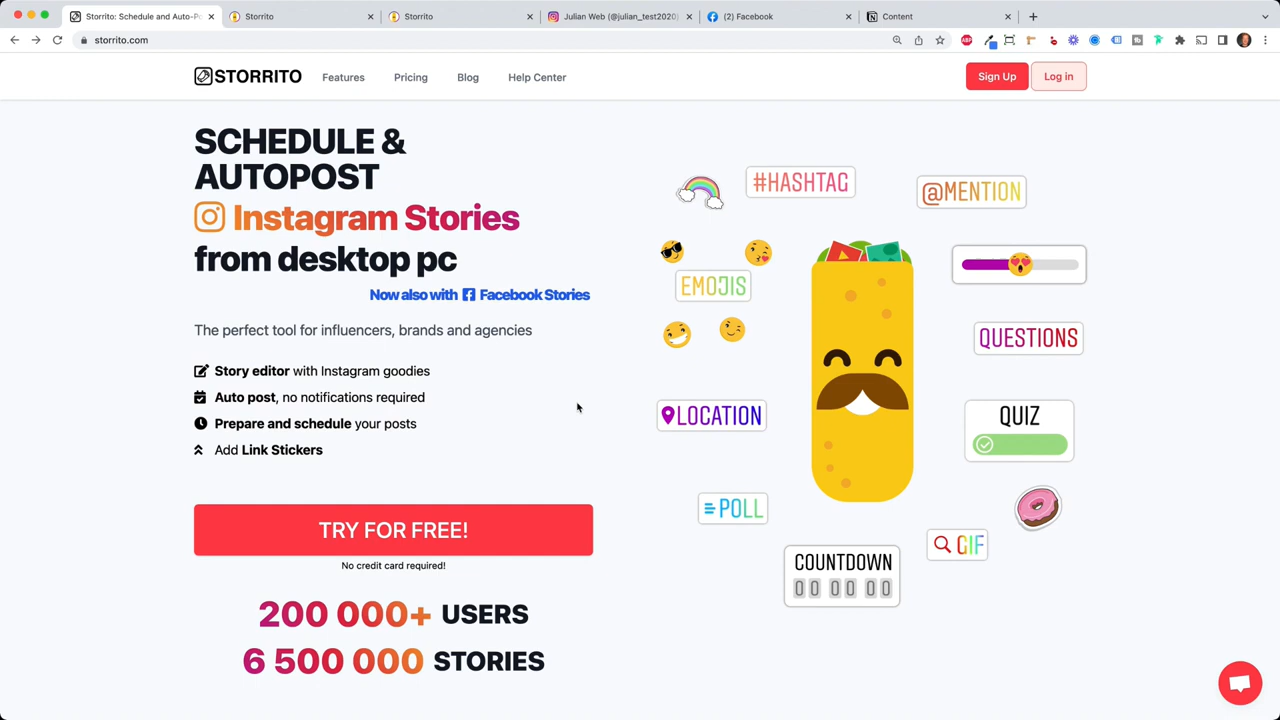 Storrito: Schedule and Auto-Po
Storrito
Storrito
Julian Web (@julian_test2020)
(2) Facebook
Content
storrito.com
ABP
STORRITO
Features
Pricing
Blog
Help Center
Sign Up
Log in
SCHEDULE &
AUTOPOST
Instagram Stories
from desktop pc
Now also with Facebook Stories
The perfect tool for influencers, brands and agencies
Story editor with Instagram goodies
Auto post, no notifications required
Prepare and schedule your posts
Add Link Stickers
TRY FOR FREE!
No credit card required!
200 000+ USERS
6 500 000 STORIES
#HASHTAG
@MENTION
EMOJIS
QUESTIONS
LOCATION
QUIZ
POLL
GIF
COUNTDOWN
00 00 00